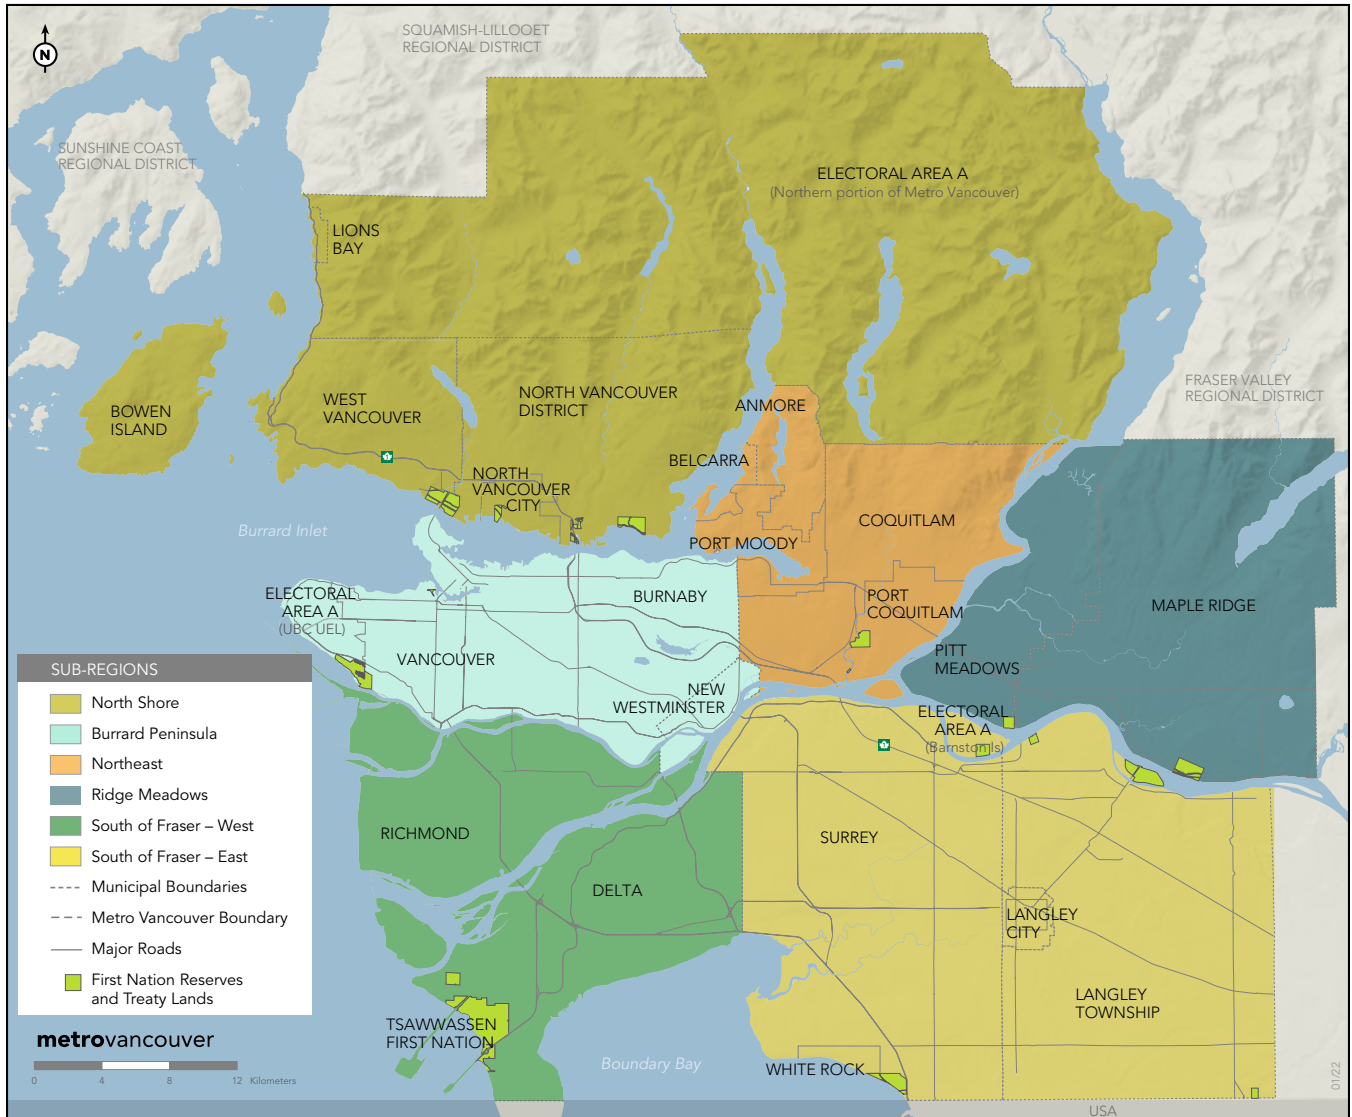 N
SQUAMISH-LILLOOET
REGIONAL DISTRICT
SUNSHINE COAST
REGIONAL DISTRICT
ELECTORAL AREA A
(Northern portion of Metro Vancouver)
LIONS
BAY
FRASER VALLEY
REGIONAL DISTRICT
BOWEN
ISLAND
WEST
VANCOUVER
NORTH VANCOUVER
DISTRICT
ANMORE
BELCARRA
1
NORTH
VANCOUVER
CITY
COQUITLAM
Burrard Inlet
PORT MOODY
ELECTORAL
AREA A
(UBC UEL)
BURNABY
PORT
COQUITLAM
MAPLE RIDGE
VANCOUVER
PITT
MEADOWS
NEW
WESTMINSTER
ELECTORAL
AREA A
(Barnston Is)
1
SUB-REGIONS
North Shore
Burrard Peninsula
Northeast
Ridge Meadows
South of Fraser – West
South of Fraser – East
Municipal Boundaries
Metro Vancouver Boundary
Major Roads
First Nation Reserves
and Treaty Lands
RICHMOND
DELTA
SURREY
LANGLEY
CITY
LANGLEY
TOWNSHIP
TSAWWASSEN
FIRST NATION
Boundary Bay
WHITE ROCK
metrovancouver
0 4 8 12 Kilometers
01/22
USA